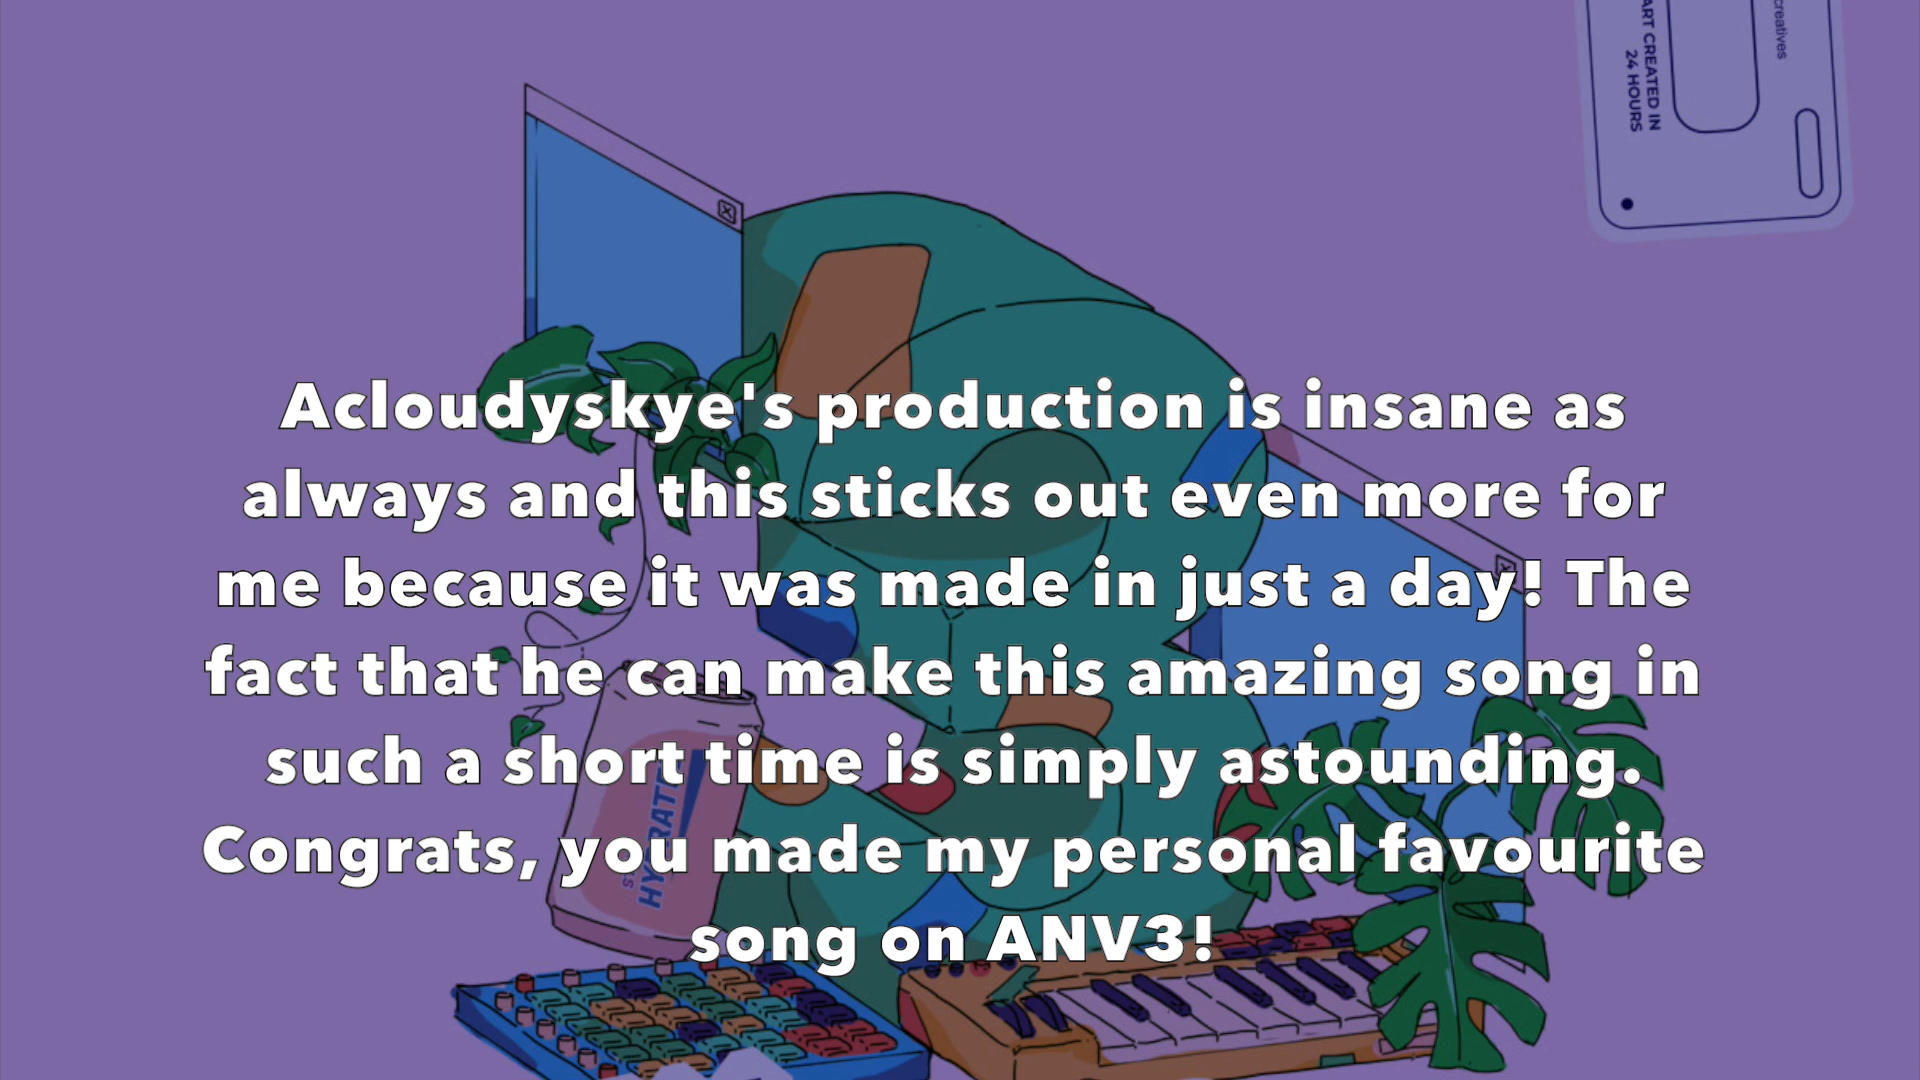 creatives
ART CREATED IN
24 HOURS
Acloudyskye's production is insane as
always and this sticks out even more for
me because it was made in just a day! The
fact that he can make this amazing song in
such a short time is simply astounding.
Congrats, you made my personal favourite
song on ANV3!
HYDRATE